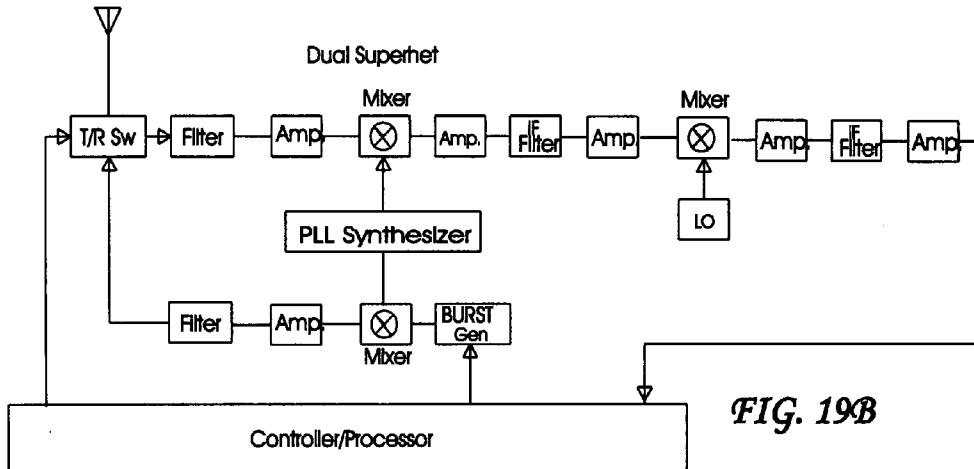 Dual Superhet
Mixer
Mixer
T/R Sw
Filter
Amp.
Amp.
IF
Filter
Amp.
Amp.
IF
Filter
Amp.
LO
PLL Synthesizer
Filter
Amp.
BURST
Gen
Mixer
FIG. 19B
Controller/Processor